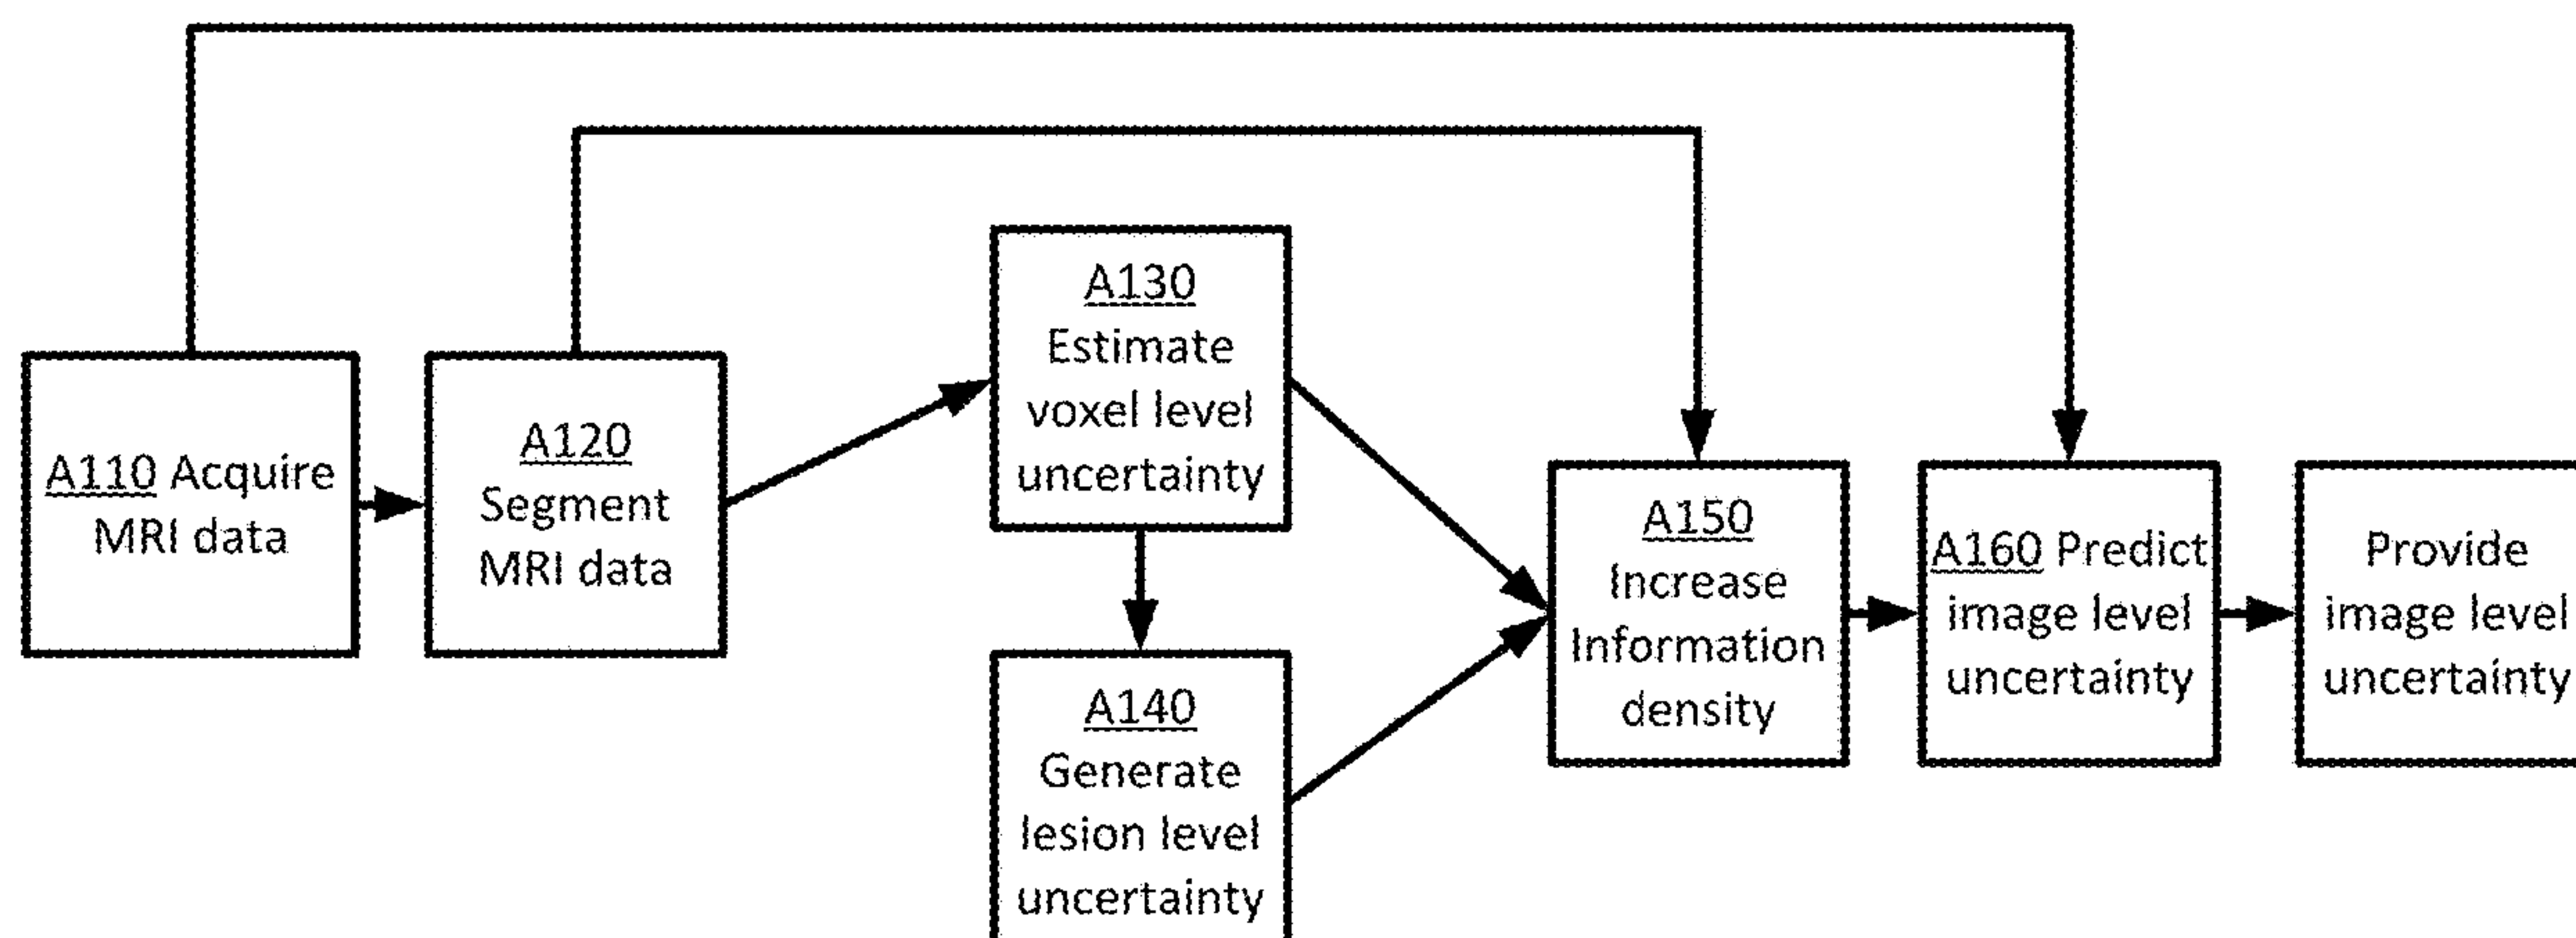 A110 Acquire
MRI data
A120
Segment
MRI data
A130
Estimate
voxel level
uncertainty
A140
Generate
lesion level
uncertainty
A150
Increase
Information
density
A160 Predict
image level
uncertainty
Provide
image level
uncertainty